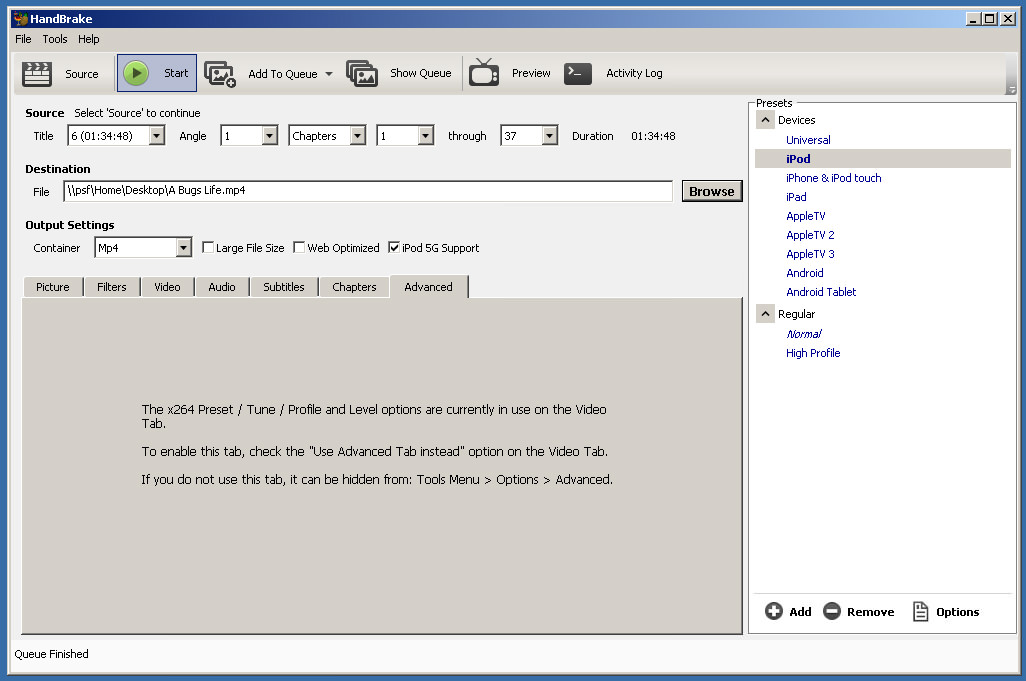 HandBrake
File Tools Help
Source Start Add To Queue Show Queue Preview Activity Log
Source Select 'Source' to continue
Title 6 (01:34:48) Angle 1 Chapters 1 through 37 Duration 01:34:48
Destination
File \\psf\Home\Desktop\A Bugs Life.mp4 Browse
Output Settings
Container Mp4 Large File Size Web Optimized iPod 5G Support
Picture Filters Video Audio Subtitles Chapters Advanced
The x264 Preset / Tune / Profile and Level options are currently in use on the Video
Tab.
To enable this tab, check the "Use Advanced Tab instead" option on the Video Tab.
If you do not use this tab, it can be hidden from: Tools Menu > Options > Advanced.
Presets
Devices
Universal
iPod
iPhone & iPod touch
iPad
AppleTV
AppleTV 2
AppleTV 3
Android
Android Tablet
Regular
Normal
High Profile
Add Remove Options
Queue Finished